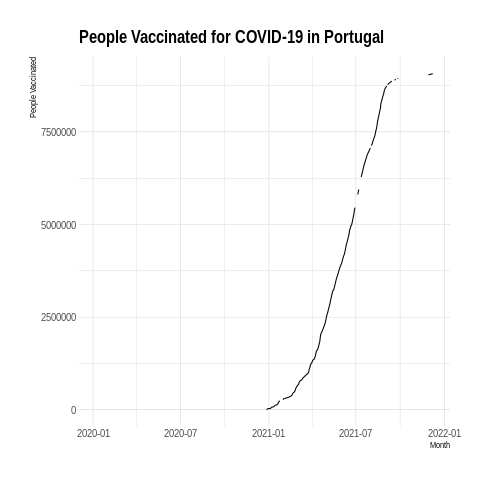 People Vaccinated for COVID-19 in Portugal
People Vaccinated
7500000
5000000
2500000
0
2020-01 2020-07 2021-01 2021-07 2022-01
Month